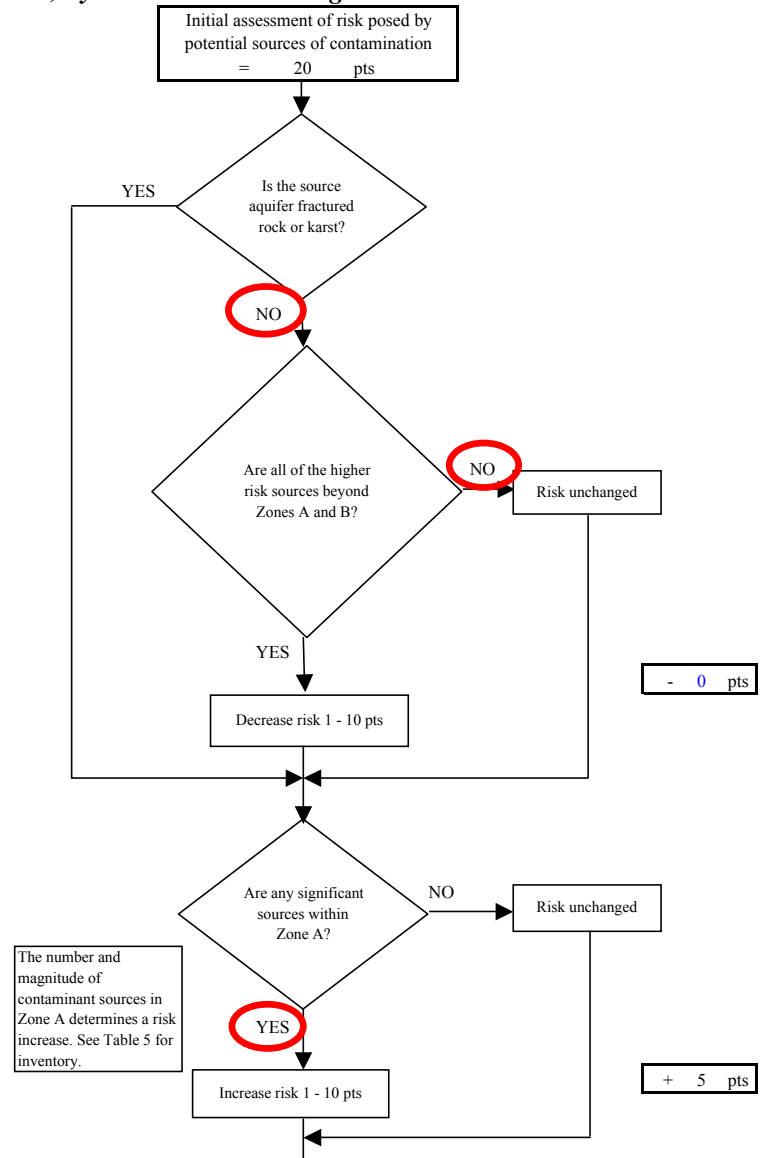 Initial assessment of risk posed by
potential sources of contamination
= 20 pts
YES
Is the source
aquifer fractured
rock or karst?
NO
Are all of the higher
risk sources beyond
Zones A and B?
NO
Risk unchanged
YES
- 0 pts
Decrease risk 1 - 10 pts
Are any significant
sources within
Zone A?
NO
Risk unchanged
The number and
magnitude of
contaminant sources in
Zone A determines a risk
increase. See Table 5 for
inventory.
YES
+ 5 pts
Increase risk 1 - 10 pts